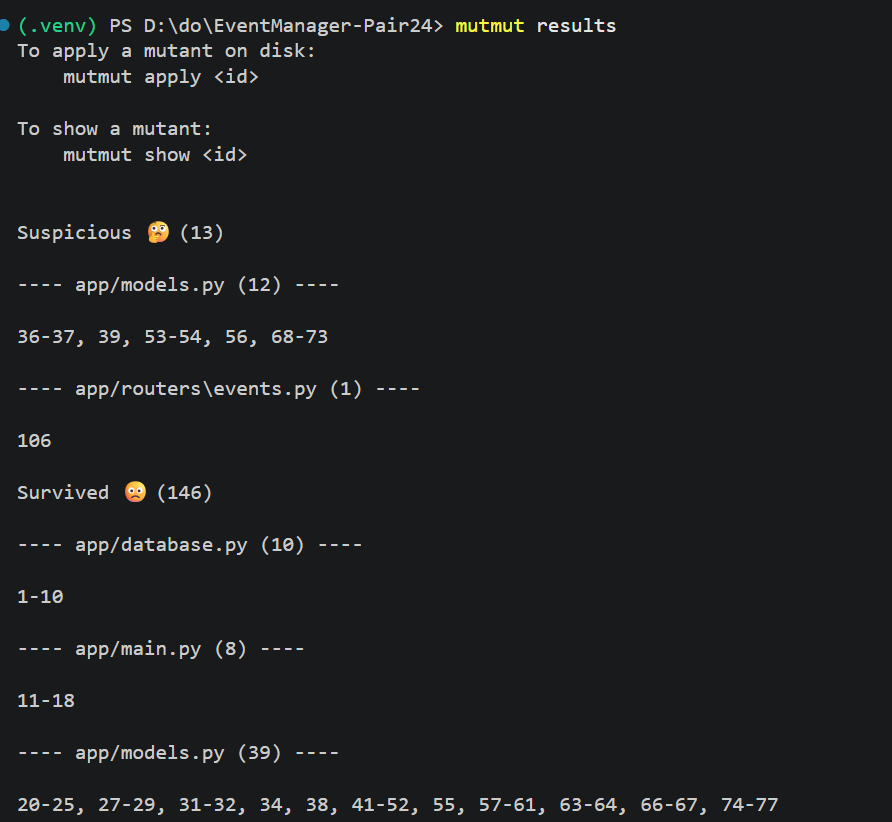 (.venv) PS D:\do\EventManager-Pair24> mutmut results
To apply a mutant on disk:
    mutmut apply <id>
To show a mutant:
    mutmut show <id>
Suspicious 🤔 (13)
---- app/models.py (12) ----
36-37, 39, 53-54, 56, 68-73
---- app/routers\events.py (1) ----
106
Survived 🙁 (146)
---- app/database.py (10) ----
1-10
---- app/main.py (8) ----
11-18
---- app/models.py (39) ----
20-25, 27-29, 31-32, 34, 38, 41-52, 55, 57-61, 63-64, 66-67, 74-77